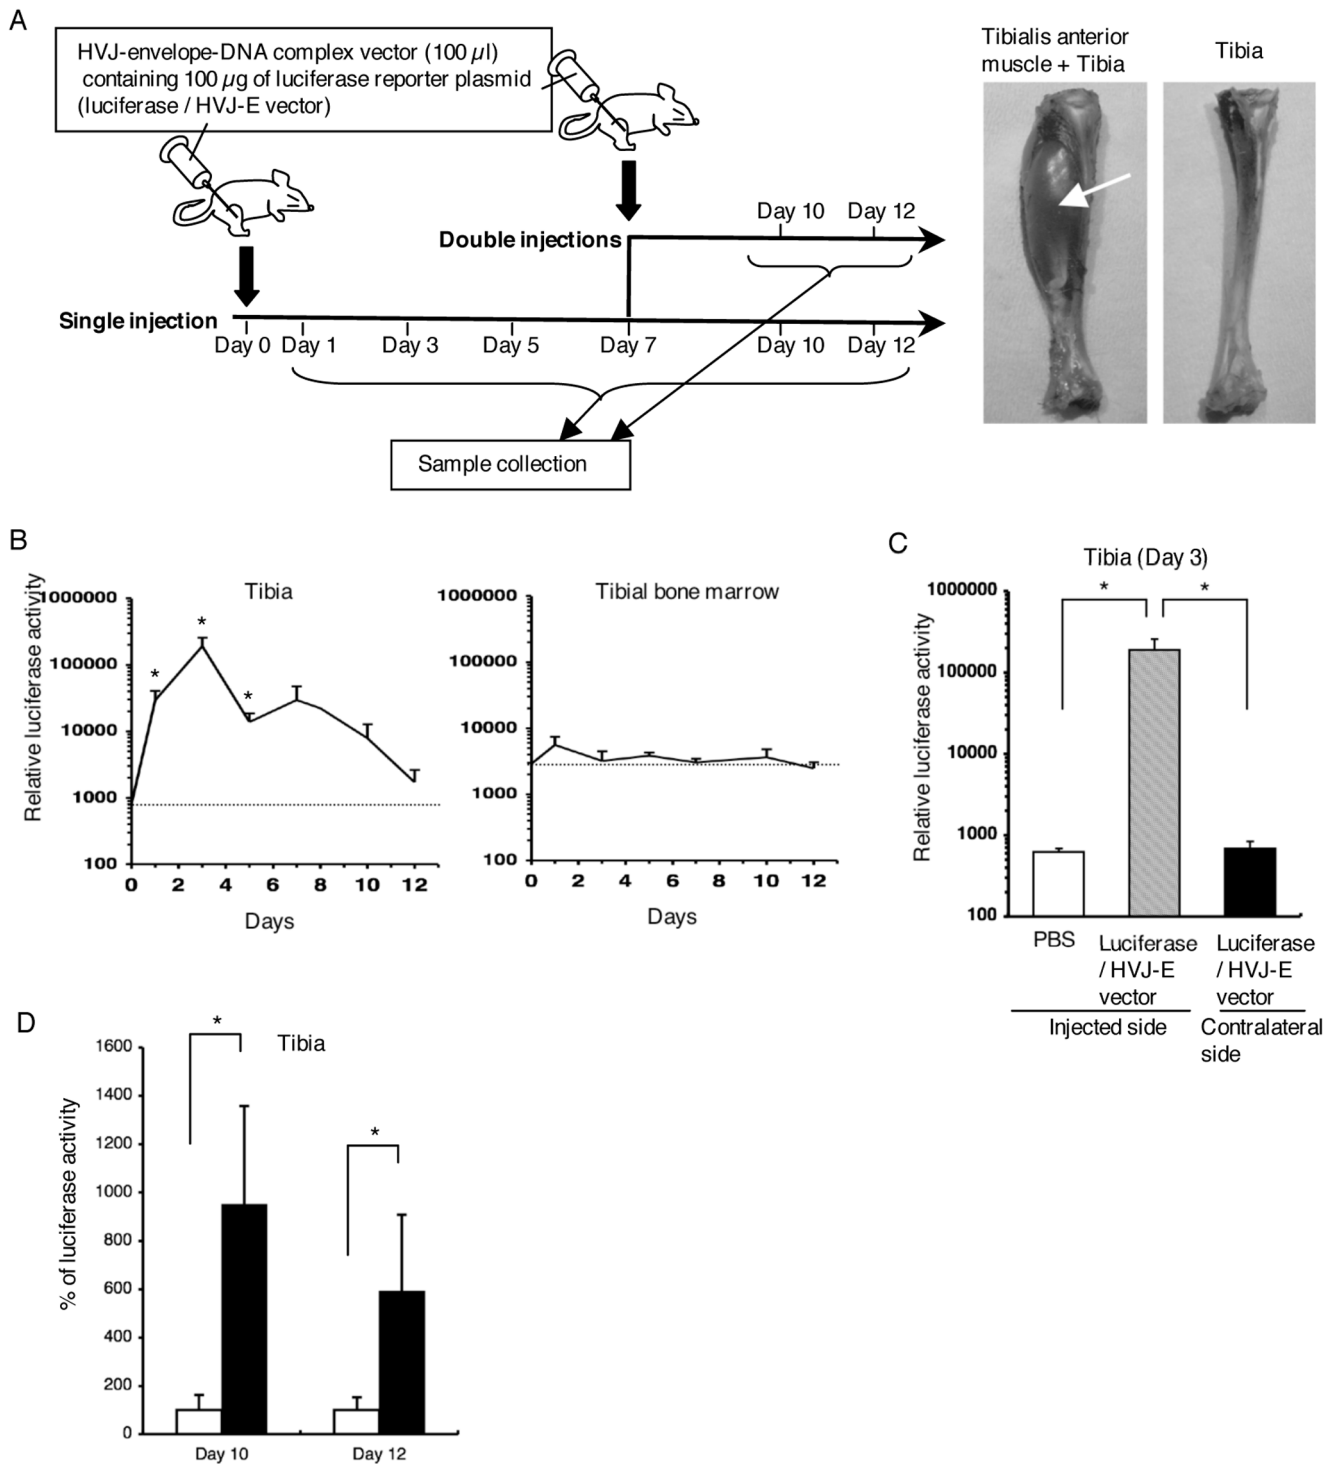 A
HVJ-envelope-DNA complex vector (100 µl)
containing 100 µg of luciferase reporter plasmid
(luciferase / HVJ-E vector)
Tibialis anterior
muscle + Tibia
Tibia
Day 10 Day 12
Double injections
Single injection
Day 0 Day 1 Day 3 Day 5 Day 7 Day 10 Day 12
Sample collection
B
Tibia
Relative luciferase activity
1000000
100000
10000
1000
100
* * *
0 2 4 6 8 10 12
Days
Tibial bone marrow
1000000
100000
10000
1000
100
0 2 4 6 8 10 12
Days
C
Tibia (Day 3)
* *
Relative luciferase activity
1000000
100000
10000
1000
100
PBS
Luciferase
/ HVJ-E
vector
Luciferase
/ HVJ-E
vector
Injected side
Contralateral
side
D
Tibia
* *
% of luciferase activity
1600
1400
1200
1000
800
600
400
200
0
Day 10 Day 12